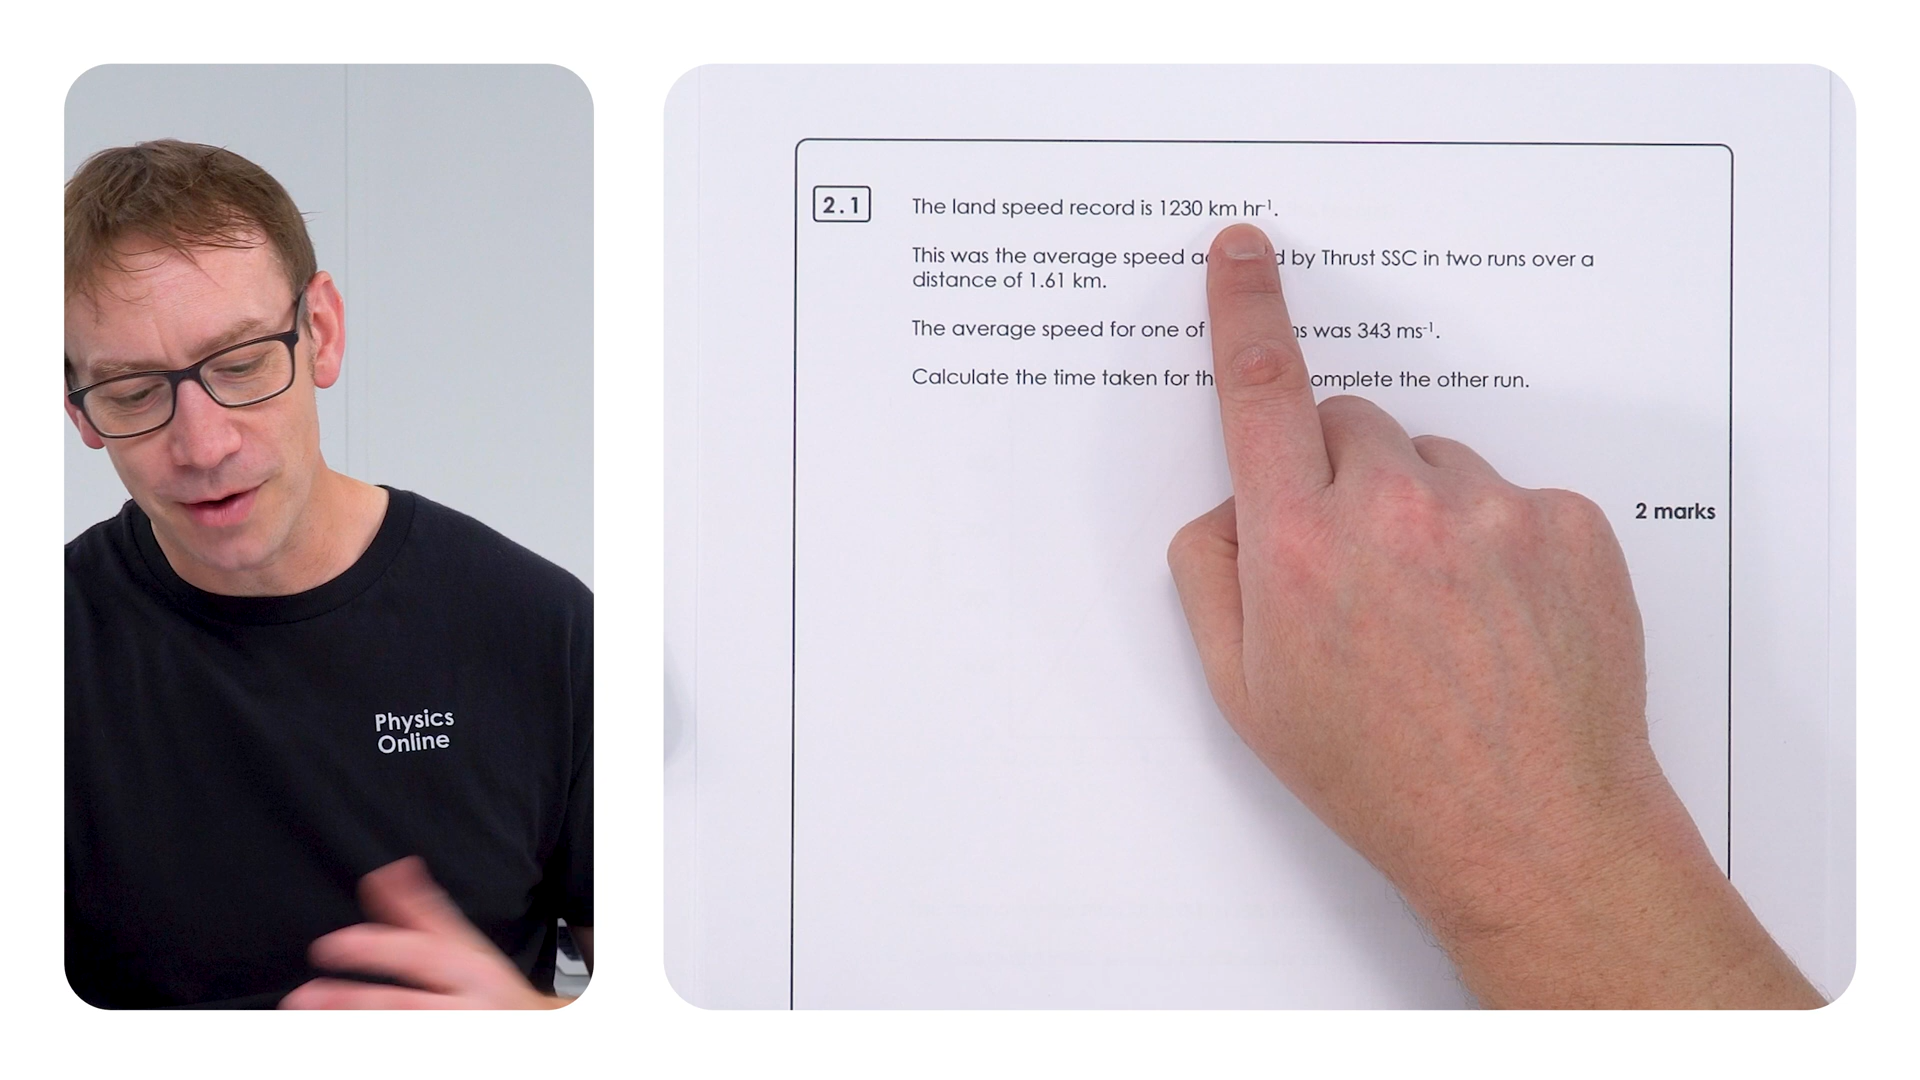 Physics
Online
2.1
The land speed record is 1230 km hr⁻¹.
This was the average speed by Thrust SSC in two runs over a
distance of 1.61 km.
The average speed for one of was 343 ms⁻¹.
Calculate the time taken for complete the other run.
2 marks